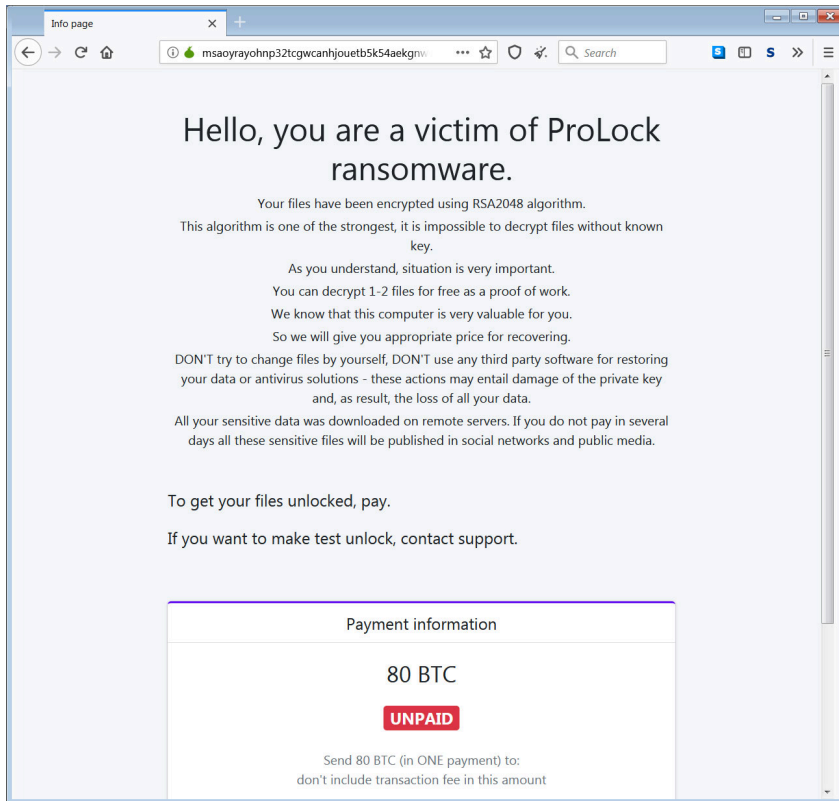 Info page
msaoyrayohnp32tcgwcanhjouetb5k54aekgnw
Search
S
S
Hello, you are a victim of ProLock
ransomware.
Your files have been encrypted using RSA2048 algorithm.
This algorithm is one of the strongest, it is impossible to decrypt files without known
key.
As you understand, situation is very important.
You can decrypt 1-2 files for free as a proof of work.
We know that this computer is very valuable for you.
So we will give you appropriate price for recovering.
DON'T try to change files by yourself, DON'T use any third party software for restoring
your data or antivirus solutions - these actions may entail damage of the private key
and, as result, the loss of all your data.
All your sensitive data was downloaded on remote servers. If you do not pay in several
days all these sensitive files will be published in social networks and public media.
To get your files unlocked, pay.
If you want to make test unlock, contact support.
Payment information
80 BTC
UNPAID
Send 80 BTC (in ONE payment) to:
don't include transaction fee in this amount